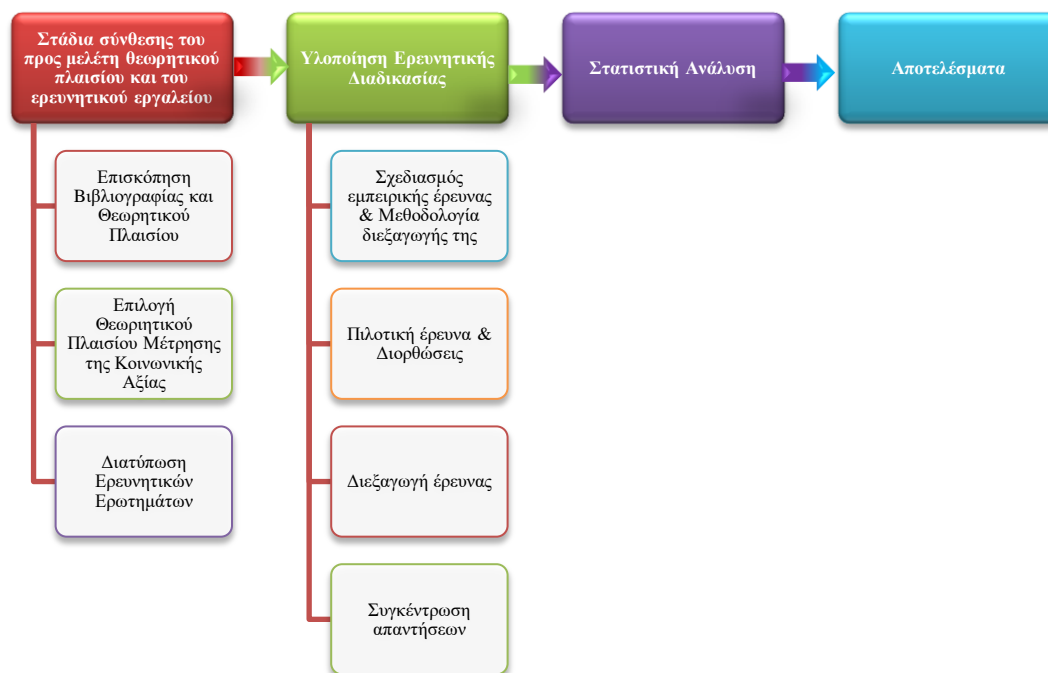 Στάδια σύνθεσης του
προς μελέτη θεωρητικού
πλαισίου και του
ερευνητικού εργαλείου
Επισκόπηση
Βιβλιογραφίας και
Θεωρητικού
Πλαισίου
Επιλογή
Θεωριητικού
Πλαισίου Μέτρησης
της Κοινωνικής
Αξίας
Διατύπωση
Ερευνητικών
Ερωτημάτων
Υλοποίηση Ερευνητικής
Διαδικασίας
Σχεδιασμός
εμπειρικής έρευνας
& Μεθοδολογία
διεξαγωγής της
Πιλοτική έρευνα &
Διορθώσεις
Διεξαγωγή έρευνας
Συγκέντρωση
απαντήσεων
Στατιστική Ανάλυση
Αποτελέσματα